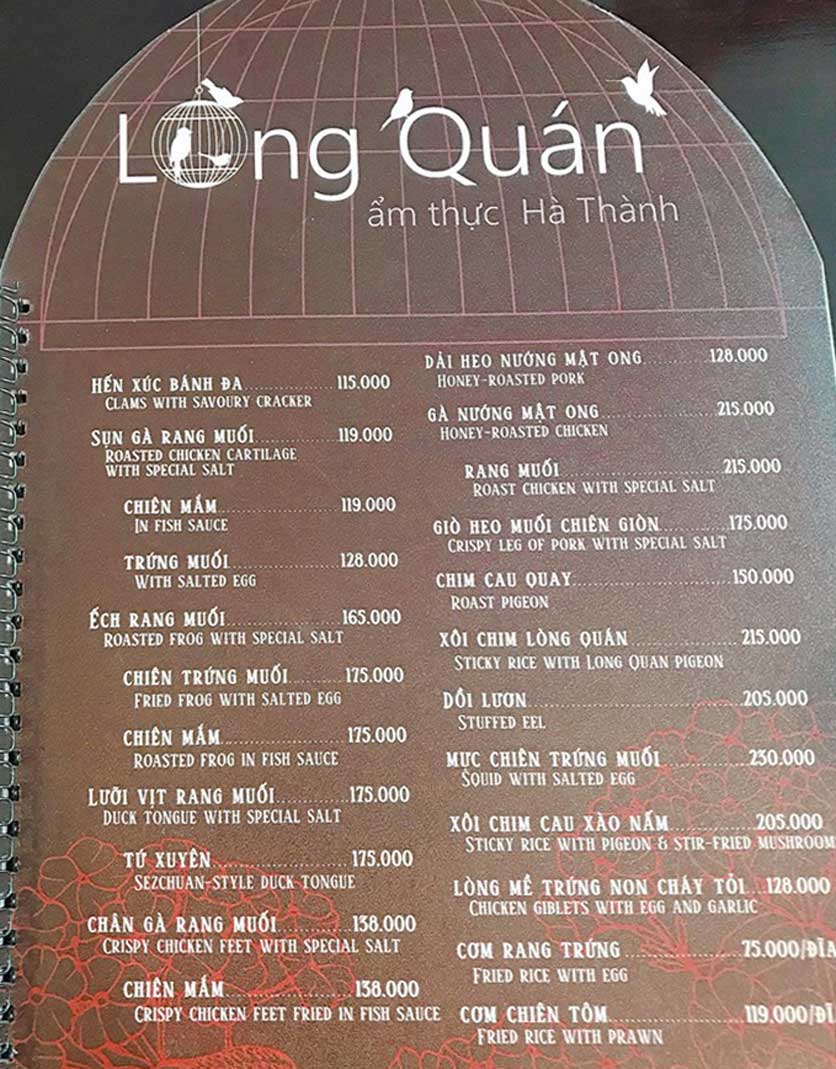 Lồng Quán
ẩm thực Hà Thành
HẾN XÚC BÁNH ĐA 115.000
CLAMS WITH SAVOURY CRACKER
SỤN GÀ RANG MUỐI 119.000
ROASTED CHICKEN CARTILAGE
WITH SPECIAL SALT
CHIÊN MẮM 119.000
IN FISH SAUCE
TRỨNG MUỐI 128.000
WITH SALTED EGG
ẾCH RANG MUỐI 165.000
ROASTED FROG WITH SPECIAL SALT
CHIÊN TRỨNG MUỐI 175.000
FRIED FROG WITH SALTED EGG
CHIÊN MẮM 175.000
ROASTED FROG IN FISH SAUCE
LƯỠI VỊT RANG MUỐI 175.000
DUCK TONGUE WITH SPECIAL SALT
TỨ XUYÊN 175.000
SEZCHUAN-STYLE DUCK TONGUE
CHÂN GÀ RANG MUỐI 138.000
CRISPY CHICKEN FEET WITH SPECIAL SALT
CHIÊN MẮM 138.000
CRISPY CHICKEN FEET FRIED IN FISH SAUCE
DẢI HEO NƯỚNG MẬT ONG 128.000
HONEY-ROASTED PORK
GÀ NƯỚNG MẬT ONG 215.000
HONEY-ROASTED CHICKEN
RANG MUỐI 215.000
ROAST CHICKEN WITH SPECIAL SALT
GIÒ HEO MUỐI CHIÊN GIÒN 175.000
CRISPY LEG OF PORK WITH SPECIAL SALT
CHIM CÂU QUAY 150.000
ROAST PIGEON
XÔI CHIM LỒNG QUÁN 215.000
STICKY RICE WITH LONG QUAN PIGEON
DỒI LƯƠN 205.000
STUFFED EEL
MỰC CHIÊN TRỨNG MUỐI 230.000
SQUID WITH SALTED EGG
XÔI CHIM CÂU XÀO NẤM 205.000
STICKY RICE WITH PIGEON & STIR-FRIED MUSHROOM
LÒNG MỀ TRỨNG NON CHÁY TỎI 128.000
CHICKEN GIBLETS WITH EGG AND GARLIC
CƠM RANG TRỨNG 75.000/ĐĨA
FRIED RICE WITH EGG
CƠM CHIÊN TÔM 119.000/ĐĨ
FRIED RICE WITH PRAWN